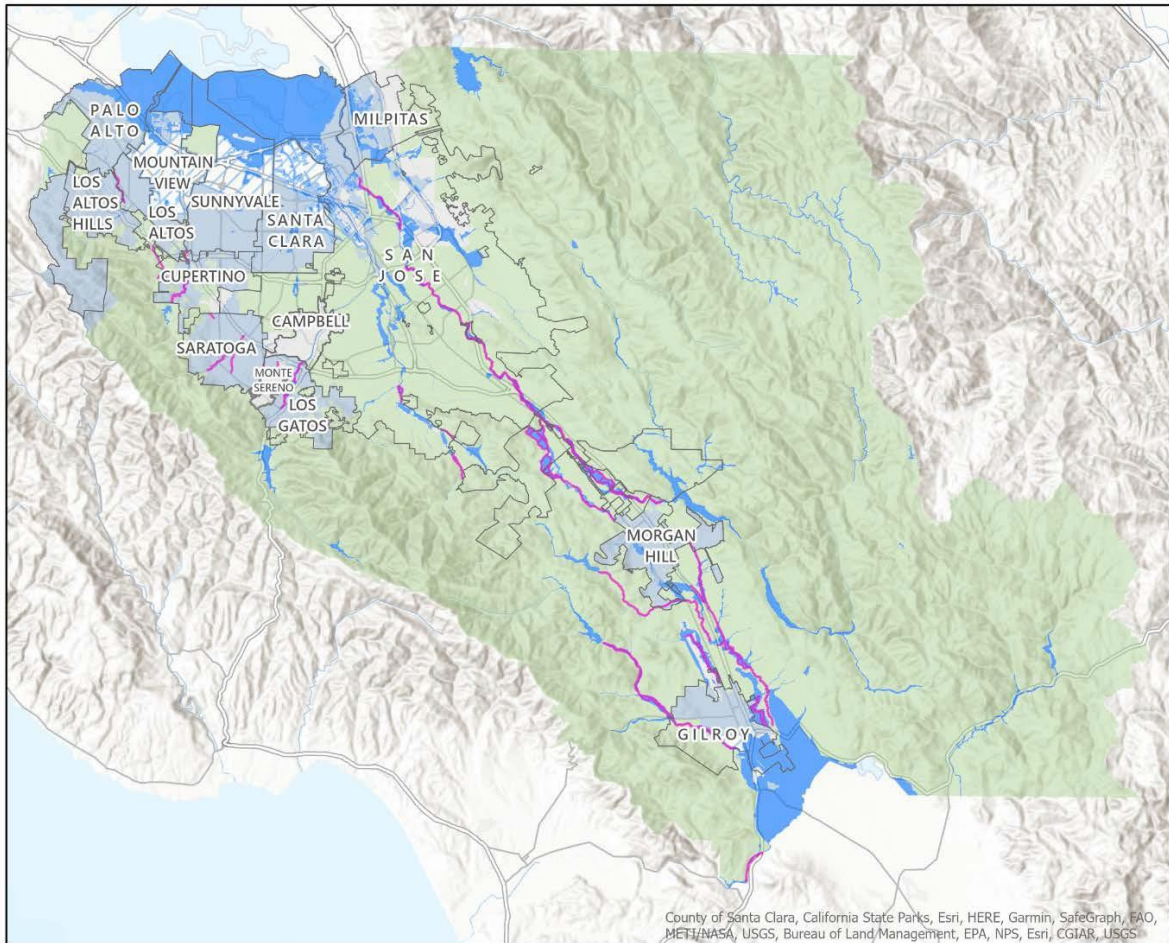 PALO
ALTO
MILPITAS
MOUNTAIN
VIEW
LOS
ALTOS
HILLS
SUNNYVALE
LOS
ALTOS
SANTA
CLARA
SAN
JOSE
CUPERTINO
CAMPBELL
SARATOGA
MONTE
SERENO
LOS
GATOS
MORGAN
HILL
GILROY
County of Santa Clara, California State Parks, Esri, HERE, Garmin, SafeGraph, FAO,
METI/NASA, USGS, Bureau of Land Management, EPA, NPS, Esri, CGIAR, USGS